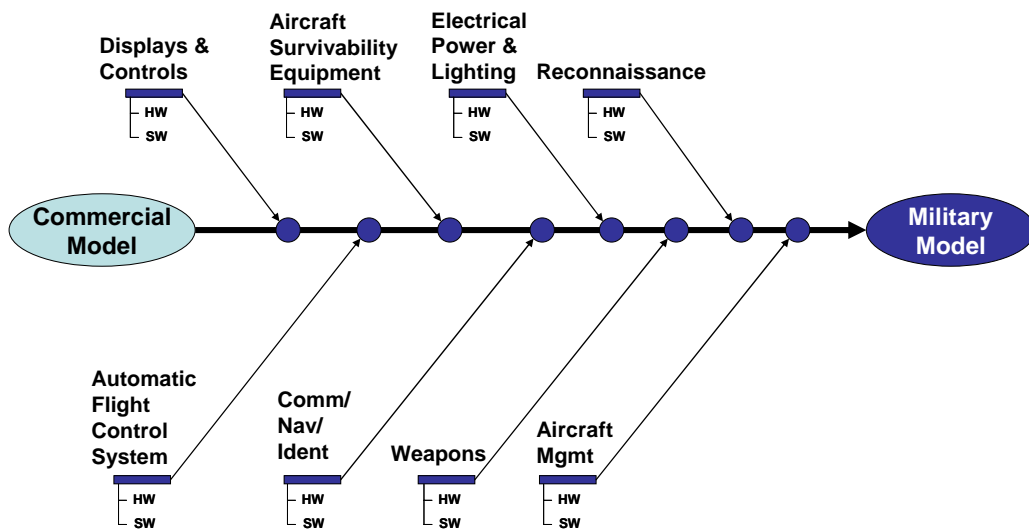 Displays &
Controls
HW
SW
Aircraft
Survivability
Equipment
HW
SW
Electrical
Power &
Lighting
HW
SW
Reconnaissance
HW
SW
Commercial
Model
Military
Model
Automatic
Flight
Control
System
HW
SW
Comm/
Nav/
Ident
HW
SW
Weapons
HW
SW
Aircraft
Mgmt
HW
SW